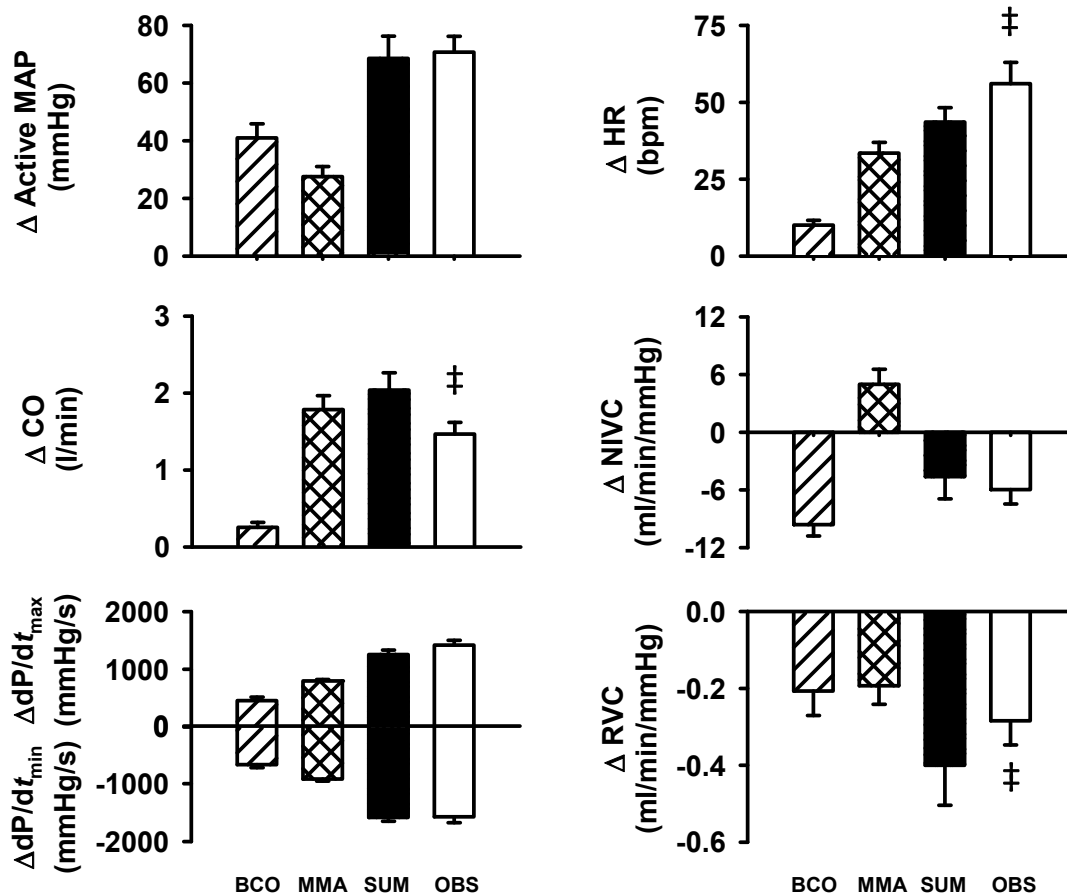 Δ Active MAP
(mmHg)
80
60
40
20
0
Δ HR
(bpm)
‡
75
50
25
0
Δ CO
(l/min)
3
2
1
0
‡
Δ NIVC
(ml/min/mmHg)
12
6
0
-6
-12
ΔdP/dt_min ΔdP/dt_max
(mmHg/s) (mmHg/s)
2000
1000
0
-1000
-2000
BCO MMA SUM OBS
Δ RVC
(ml/min/mmHg)
0.0
-0.2
-0.4
-0.6
‡
BCO MMA SUM OBS